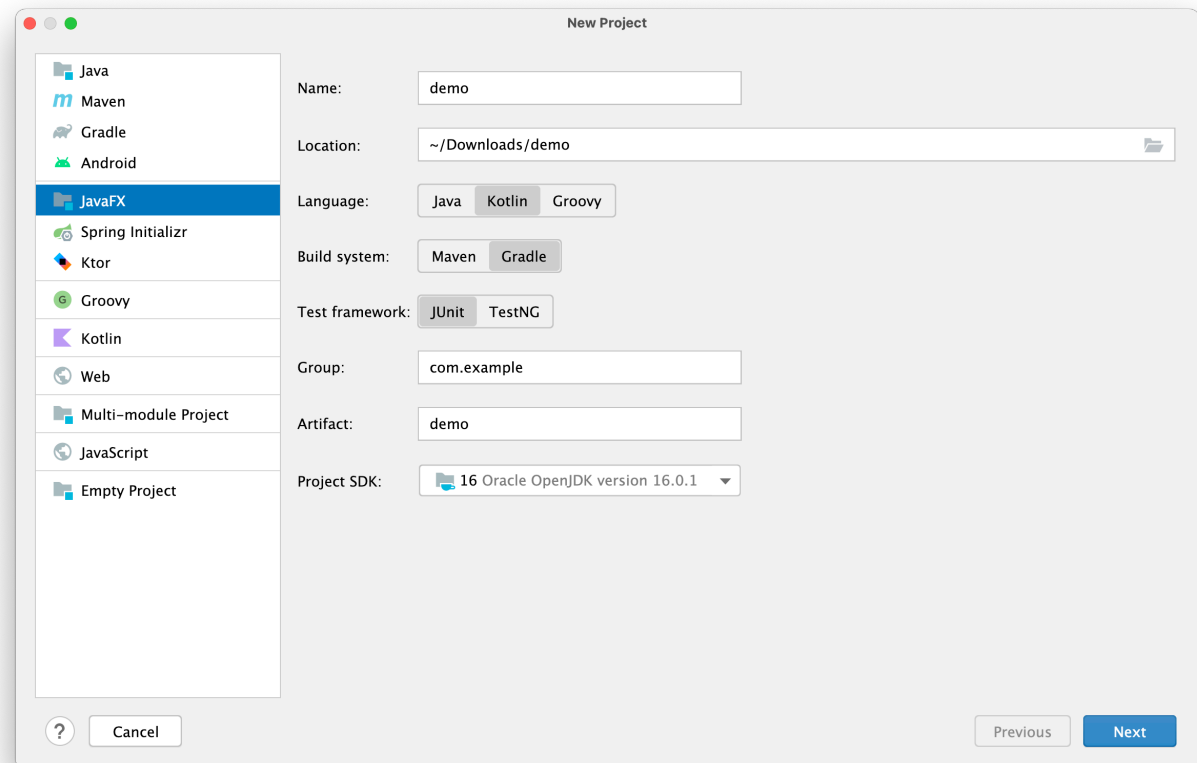 New Project
Java
Maven
Gradle
Android
JavaFX
Spring Initializr
Ktor
G Groovy
Kotlin
Web
Multi-module Project
JavaScript
Empty Project
Name: demo
Location: ~/Downloads/demo
Language: Java Kotlin Groovy
Build system: Maven Gradle
Test framework: JUnit TestNG
Group: com.example
Artifact: demo
Project SDK: 16 Oracle OpenJDK version 16.0.1
? Cancel Previous Next